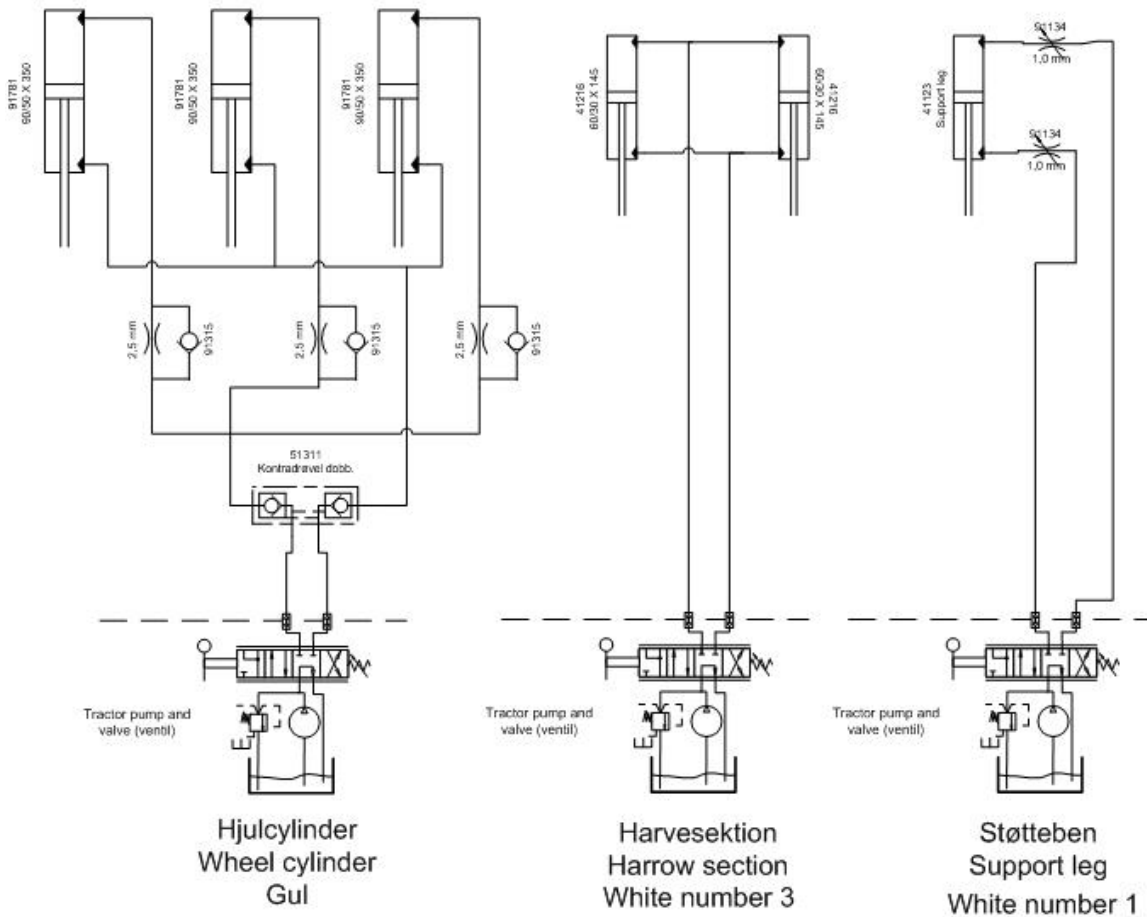 91781
90/50 X 350
91781
90/50 X 350
91781
90/50 X 350
2,5 mm
91315
2,5 mm
91315
2,5 mm
91315
51311
Kontradrøvel dobb.
Tractor pump and
valve (ventil)
Hjulcylinder
Wheel cylinder
Gul
41216
60/30 X 145
41216
60/30 X 145
Tractor pump and
valve (ventil)
Harvesektion
Harrow section
White number 3
41123
Support leg
91134
1,0 mm
91134
1,0 mm
Tractor pump and
valve (ventil)
Støtteben
Support leg
White number 1